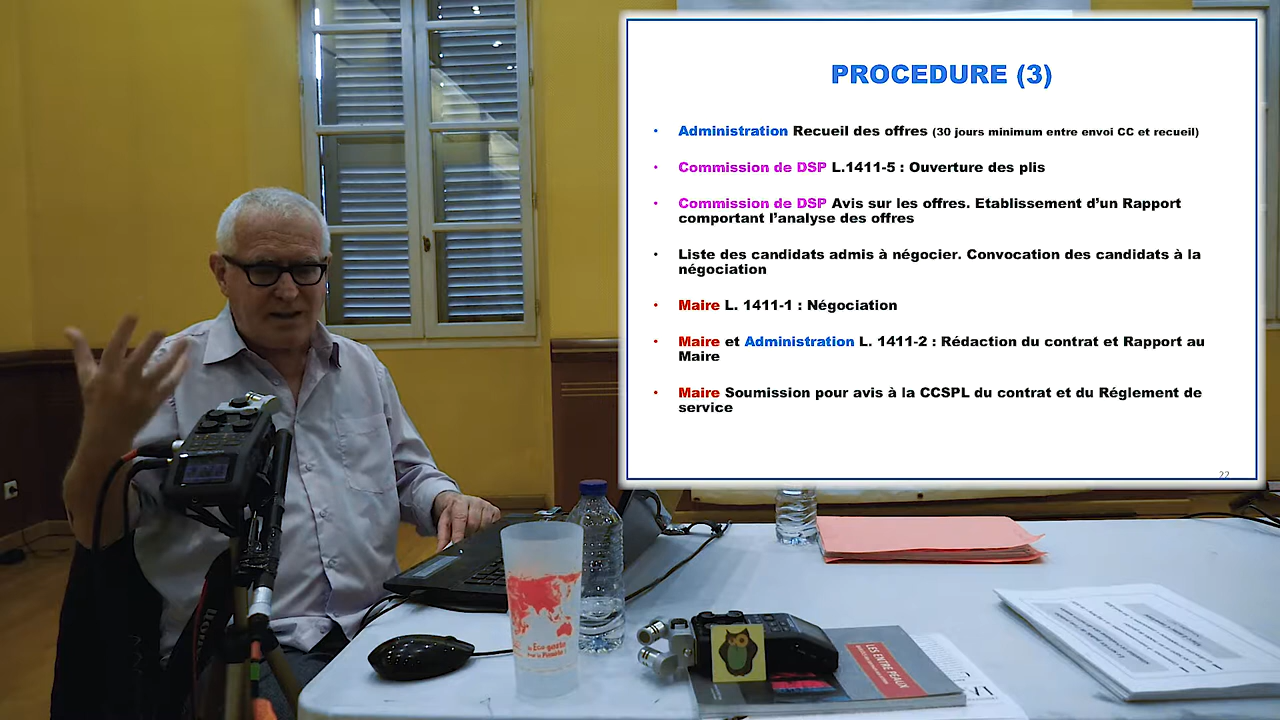 PROCEDURE (3)
• Administration Recueil des offres (30 jours minimum entre envoi CC et recueil)
• Commission de DSP L.1411-5 : Ouverture des plis
• Commission de DSP Avis sur les offres. Etablissement d'un Rapport
comportant l'analyse des offres
• Liste des candidats admis à négocier. Convocation des candidats à la
négociation
• Maire L. 1411-1 : Négociation
• Maire et Administration L. 1411-2 : Rédaction du contrat et Rapport au
Maire
• Maire Soumission pour avis à la CCSPL du contrat et du Réglement de
service
22
LES ENTRE PEAUX